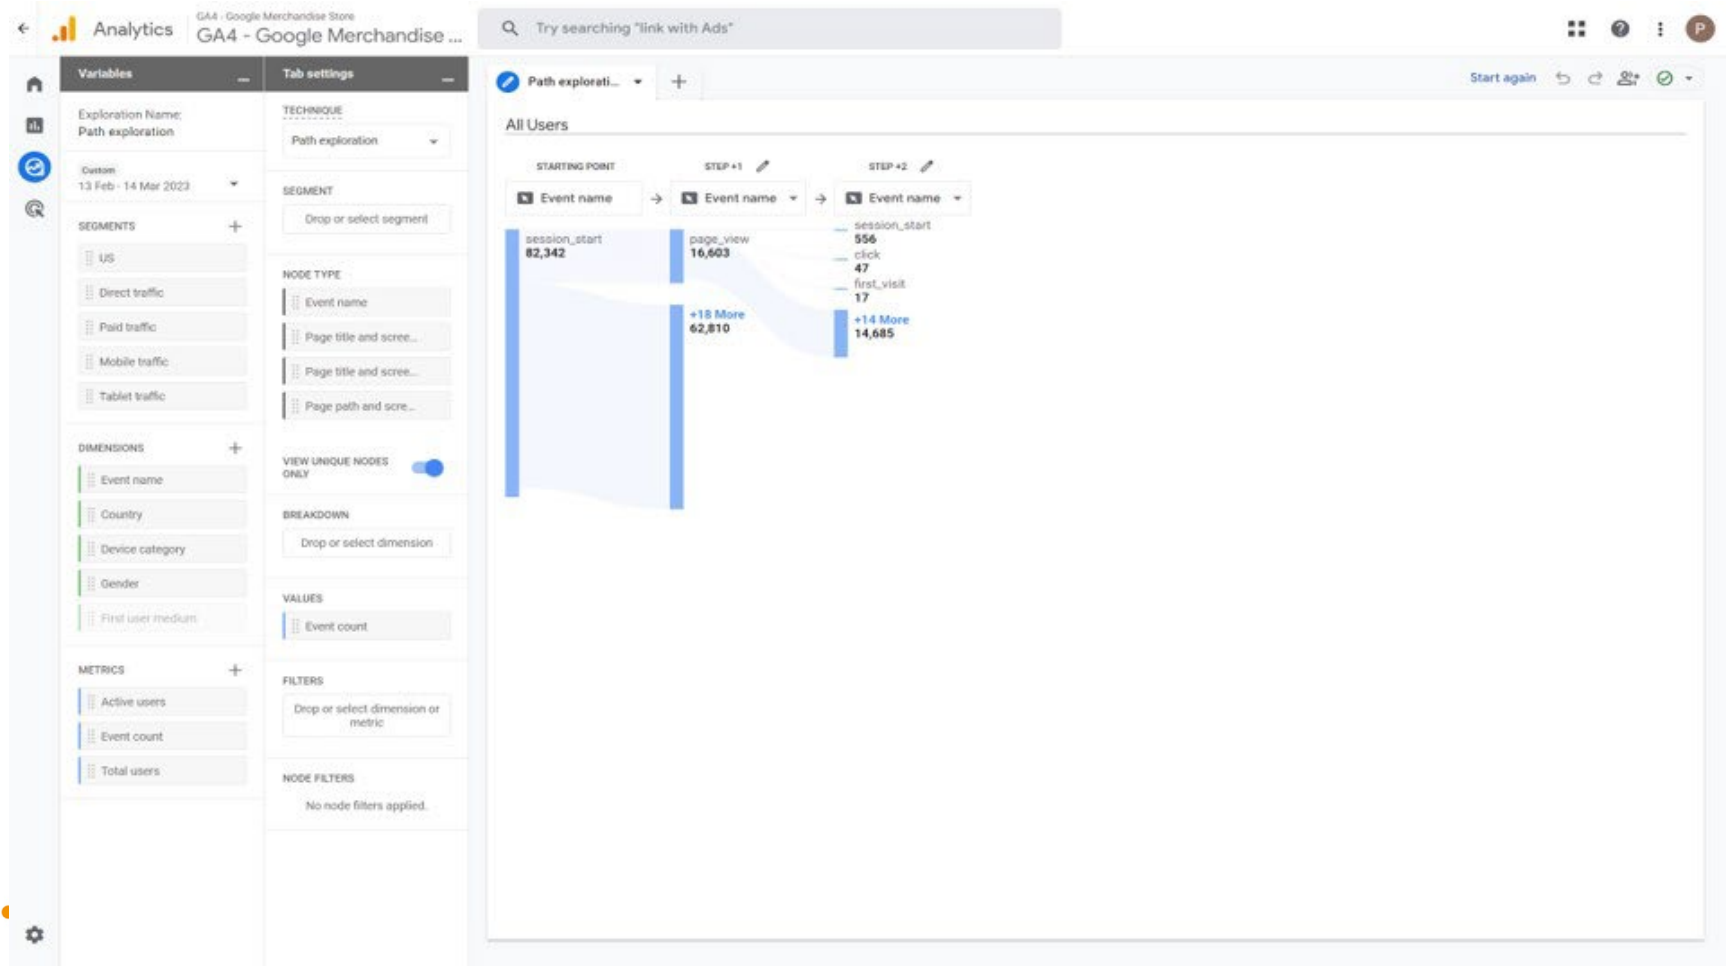 GA4 - Google Merchandise Store
Analytics
GA4 - Google Merchandise ...
Try searching "link with Ads"
P
Variables
Exploration Name:
Path exploration
Custom
13 Feb - 14 Mar 2023
SEGMENTS
US
Direct traffic
Paid traffic
Mobile traffic
Tablet traffic
DIMENSIONS
Event name
Country
Device category
Gender
First user medium
METRICS
Active users
Event count
Total users
Tab settings
TECHNIQUE
Path exploration
SEGMENT
Drop or select segment
NODE TYPE
Event name
Page title and scree...
Page title and scree...
Page path and scre...
VIEW UNIQUE NODES
ONLY
BREAKDOWN
Drop or select dimension
VALUES
Event count
FILTERS
Drop or select dimension or
metric
NODE FILTERS
No node filters applied.
Path explorati...
Start again
All Users
STARTING POINT
STEP +1
STEP +2
Event name
Event name
Event name
session_start
82,342
page_view
16,603
+18 More
62,810
session_start
556
click
47
first_visit
17
+14 More
14,685